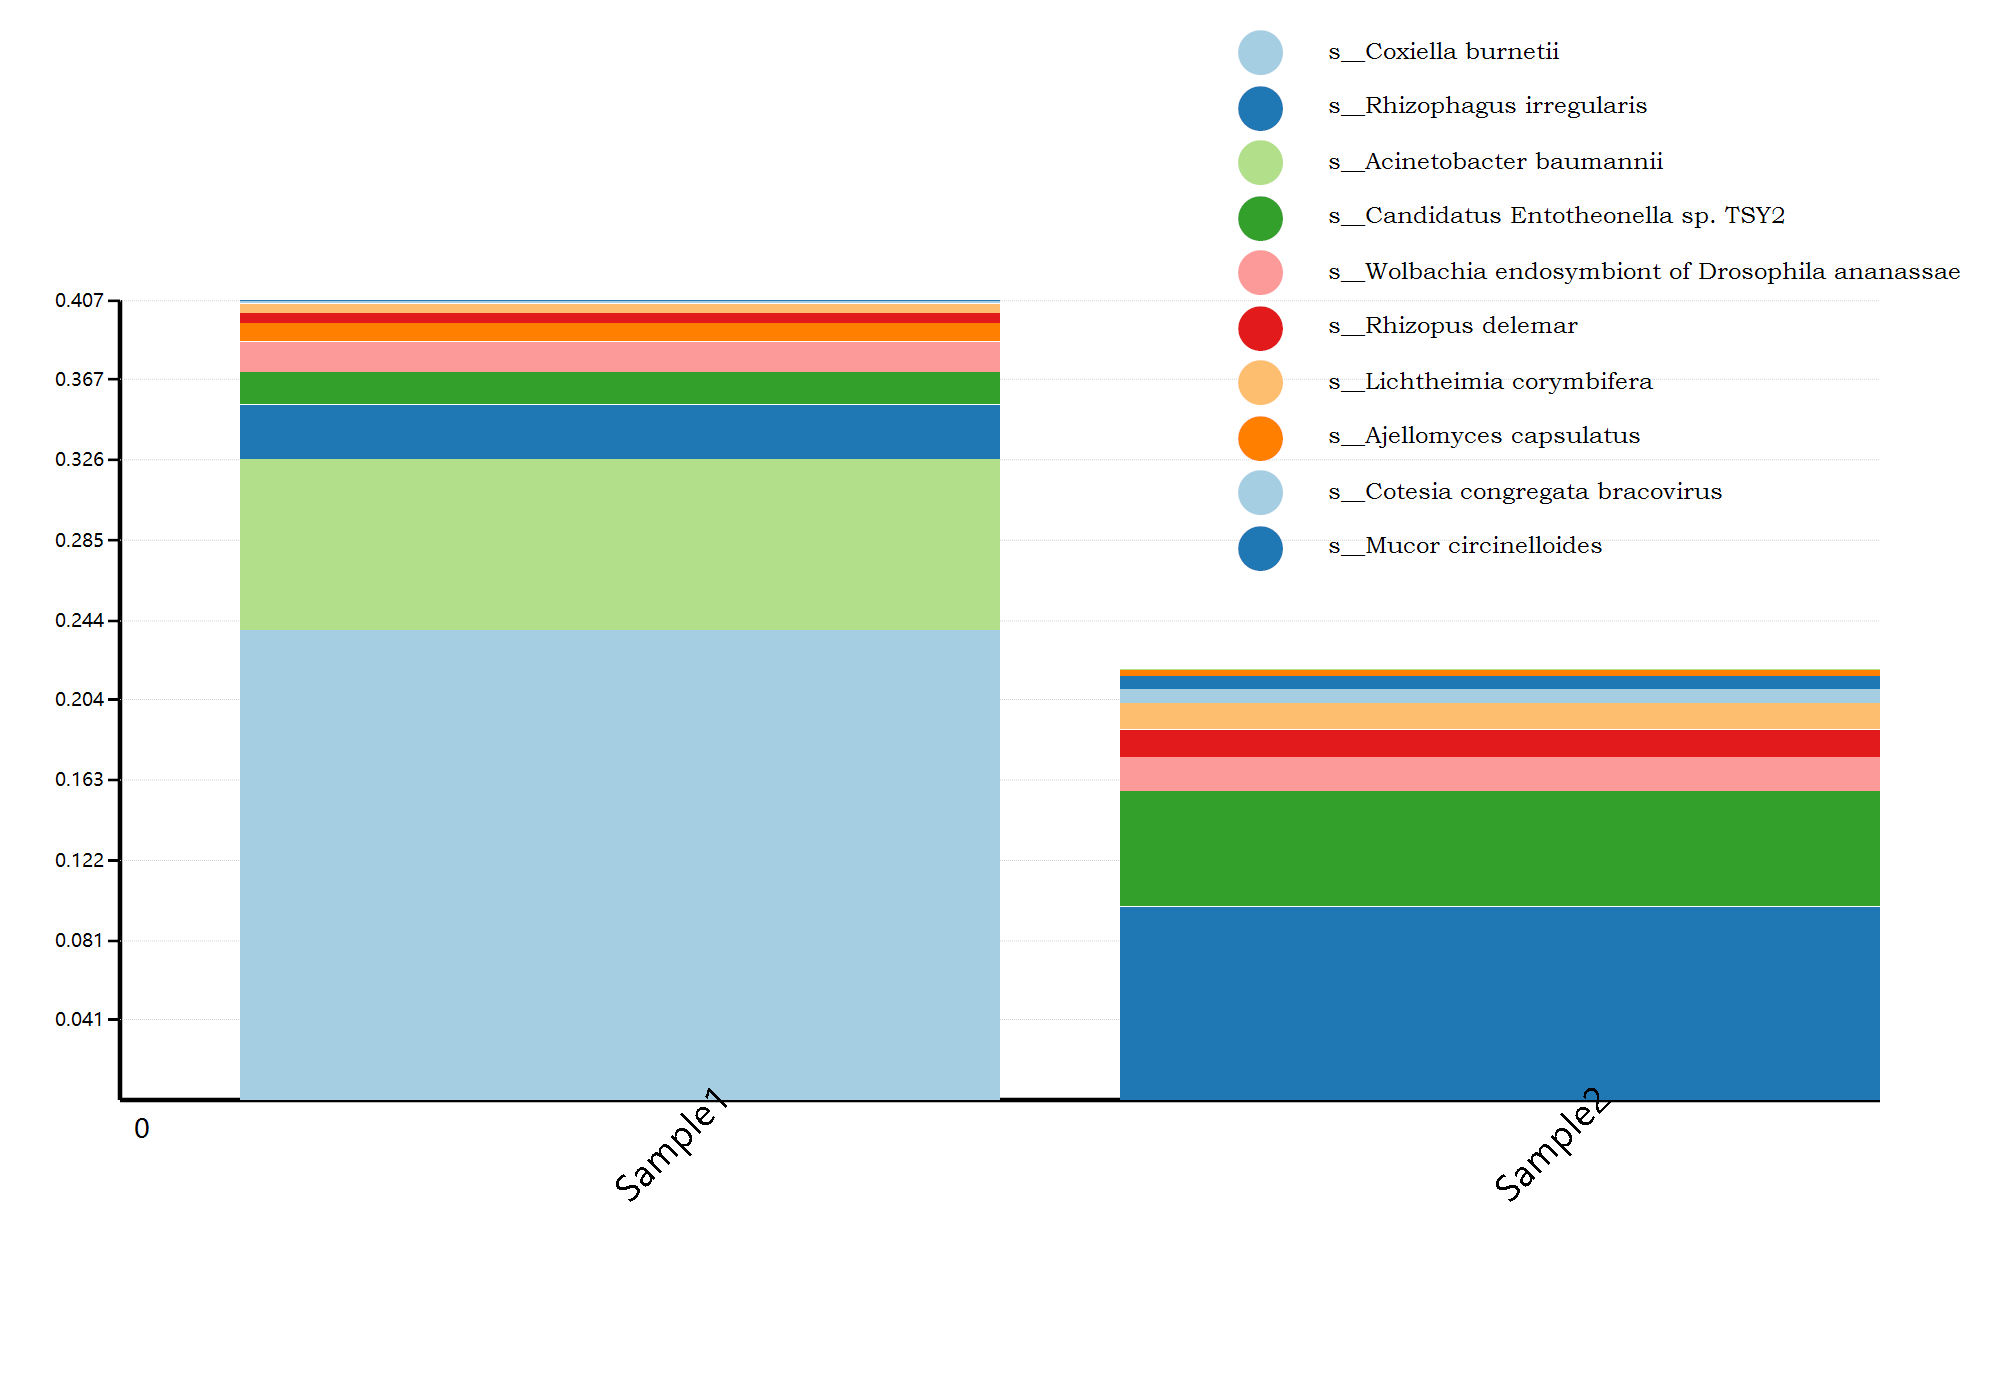 s__Coxiella burnetii
s__Rhizophagus irregularis
s__Acinetobacter baumannii
s__Candidatus Entotheonella sp. TSY2
s__Wolbachia endosymbiont of Drosophila ananassae
s__Rhizopus delemar
s__Lichtheimia corymbifera
s__Ajellomyces capsulatus
s__Cotesia congregata bracovirus
s__Mucor circinelloides
0.407
0.367
0.326
0.285
0.244
0.204
0.163
0.122
0.081
0.041
0
Sample1
Sample2